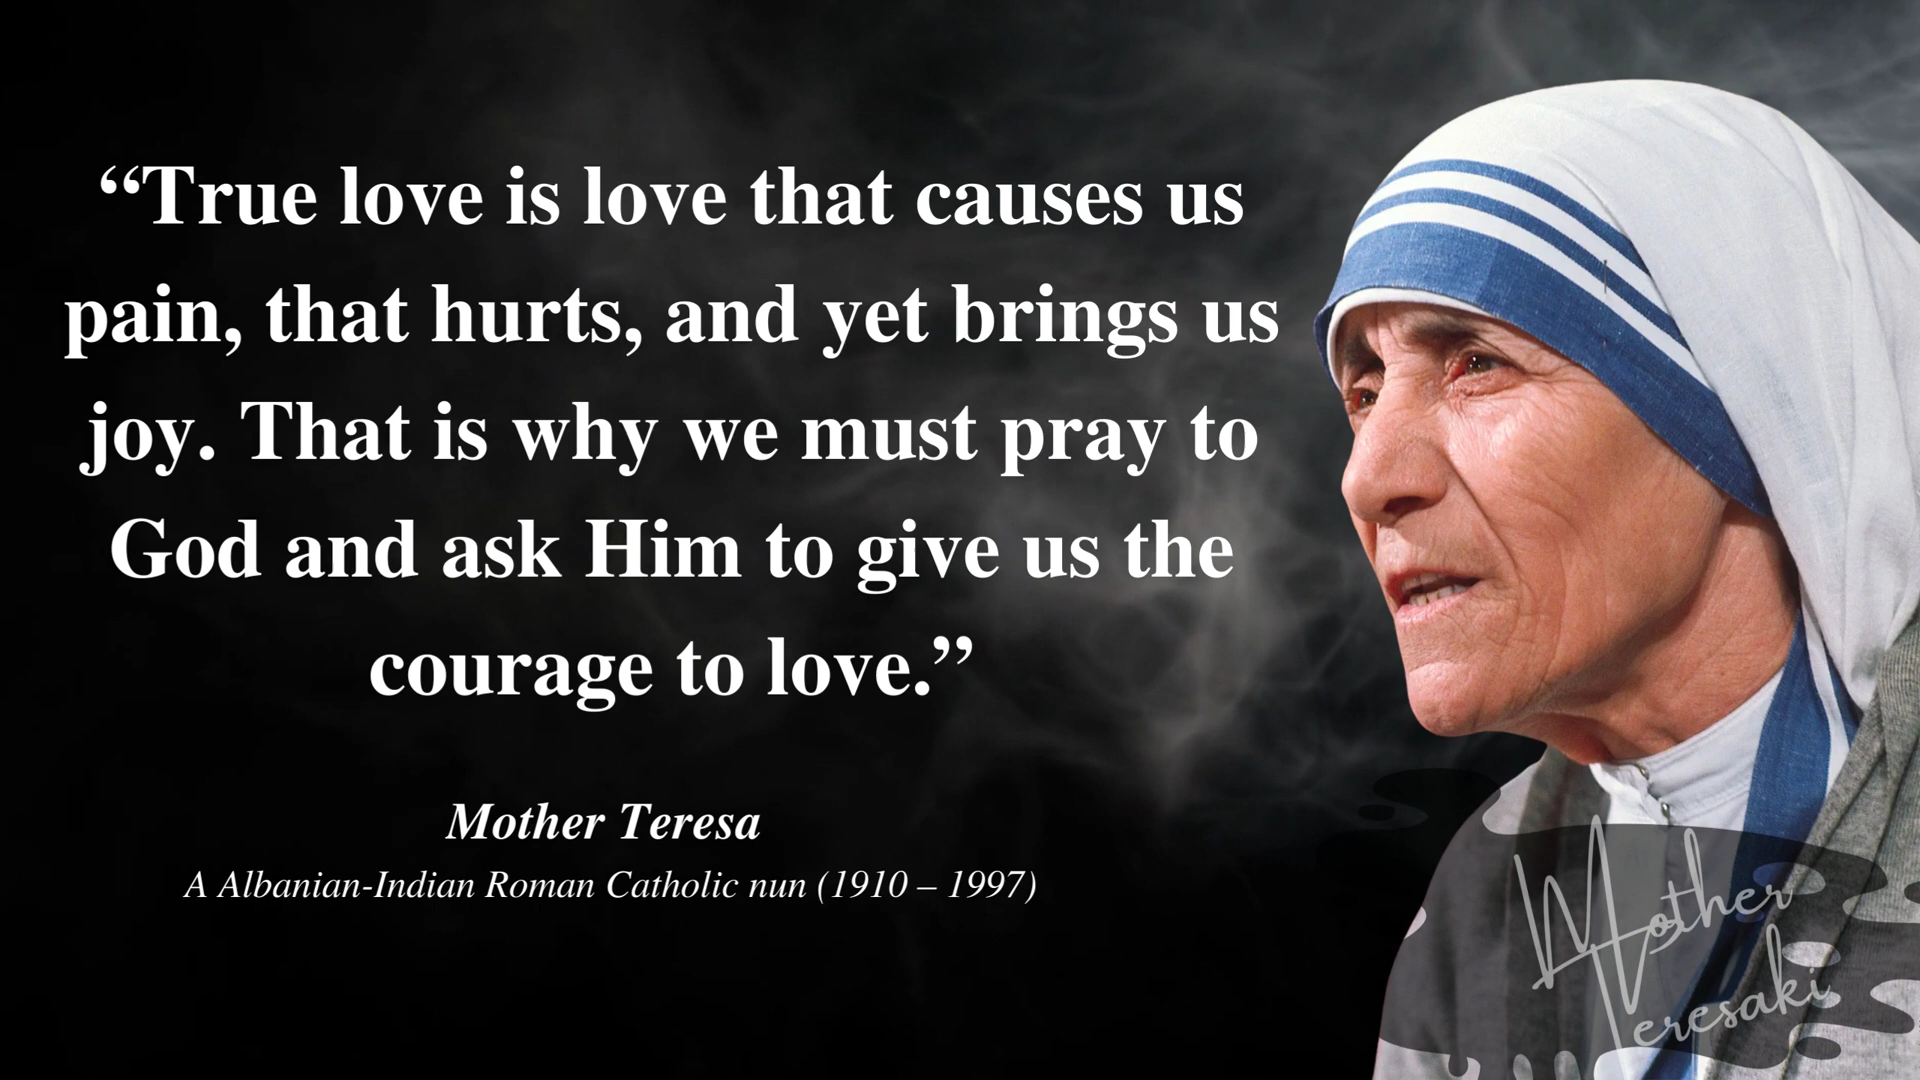 “True love is love that causes us
pain, that hurts, and yet brings us
joy. That is why we must pray to
God and ask Him to give us the
courage to love.”
Mother Teresa
A Albanian-Indian Roman Catholic nun (1910 – 1997)
Mother
Teresaki